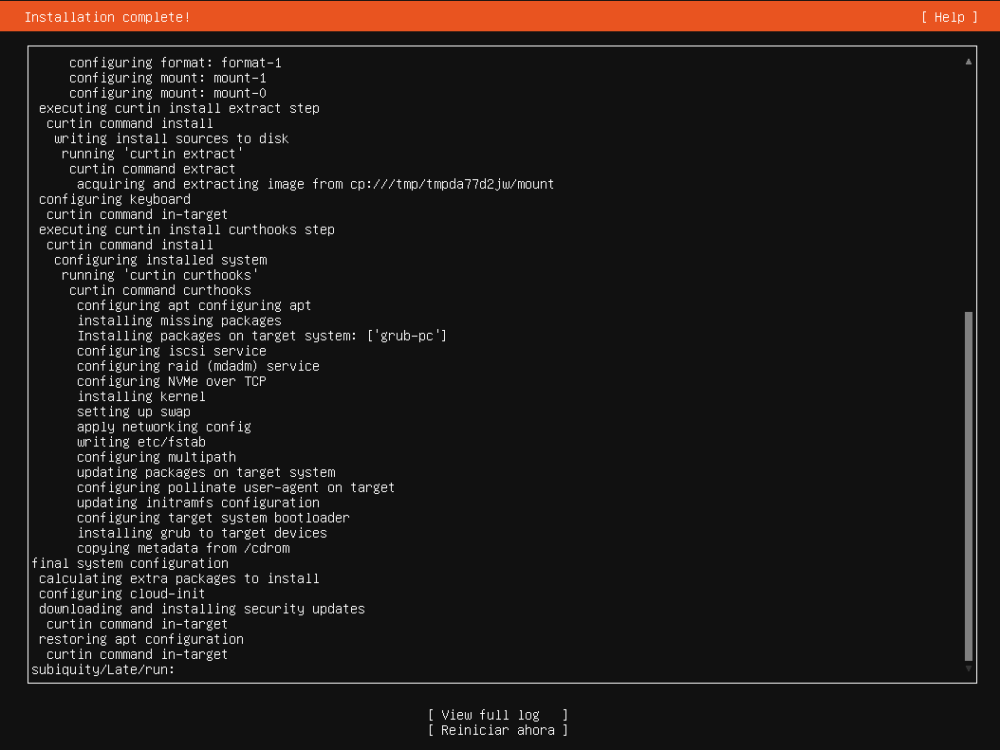 Installation complete!
[ Help ]
configuring format: format-1
configuring mount: mount-1
configuring mount: mount-0
executing curtin install extract step
curtin command install
writing install sources to disk
running 'curtin extract'
curtin command extract
acquiring and extracting image from cp:///tmp/tmpda77d2jw/mount
configuring keyboard
curtin command in-target
executing curtin install curthooks step
curtin command install
configuring installed system
running 'curtin curthooks'
curtin command curthooks
configuring apt configuring apt
installing missing packages
Installing packages on target system: ['grub-pc']
configuring iscsi service
configuring raid (mdadm) service
configuring NVMe over TCP
installing kernel
setting up swap
apply networking config
writing etc/fstab
configuring multipath
updating packages on target system
configuring pollinate user-agent on target
updating initramfs configuration
configuring target system bootloader
installing grub to target devices
copying metadata from /cdrom
final system configuration
calculating extra packages to install
configuring cloud-init
downloading and installing security updates
curtin command in-target
restoring apt configuration
curtin command in-target
subiquity/Late/run:
[ View full log ]
[ Reiniciar ahora ]